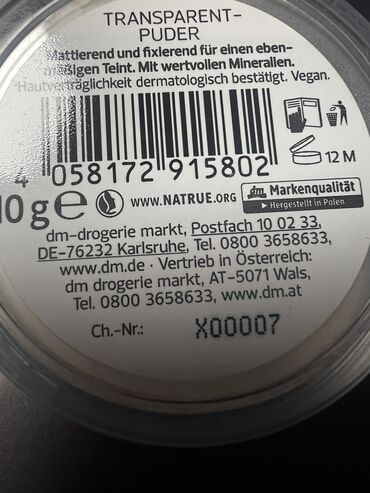 TRANSPARENT-
PUDER
Mattierend und fixierend für einen eben-
mäßigen Teint. Mit wertvollen Mineralien.
Hautverträglichkeit dermatologisch bestätigt. Vegan.
12 M
4 058172 915802
10 g e WWW.NATRUE.ORG dm Markenqualität
Hergestellt in Polen
dm-drogerie markt, Postfach 10 02 33,
DE-76232 Karlsruhe, Tel. 0800 3658633,
www.dm.de · Vertrieb in Österreich:
dm drogerie markt, AT-5071 Wals,
Tel. 0800 3658633, www.dm.at
Ch.-Nr.: X00007